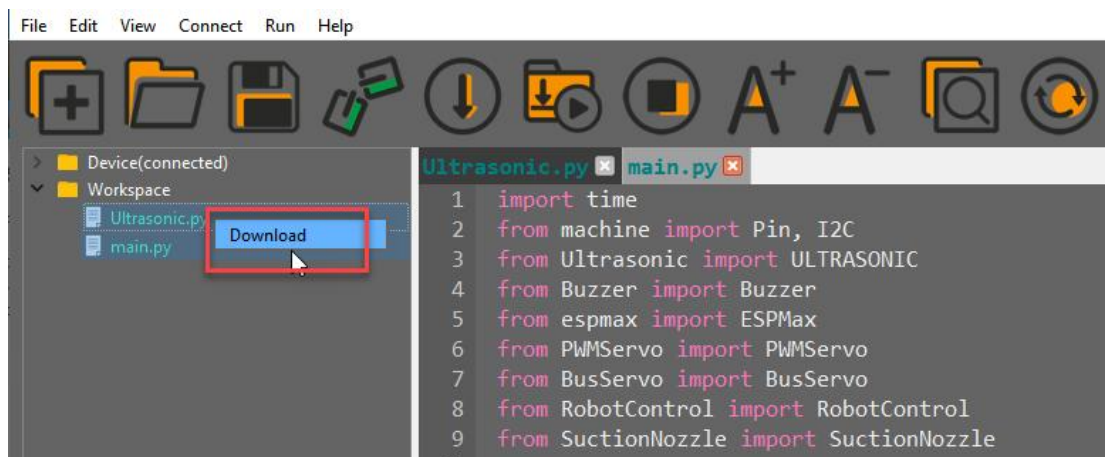 File Edit View Connect Run Help
Device(connected)
Workspace
Ultrasonic.py
Download
main.py
Ultrasonic.py main.py
1 import time
2 from machine import Pin, I2C
3 from Ultrasonic import ULTRASONIC
4 from Buzzer import Buzzer
5 from espmax import ESPMax
6 from PWMServo import PWMServo
7 from BusServo import BusServo
8 from RobotControl import RobotControl
9 from SuctionNozzle import SuctionNozzle